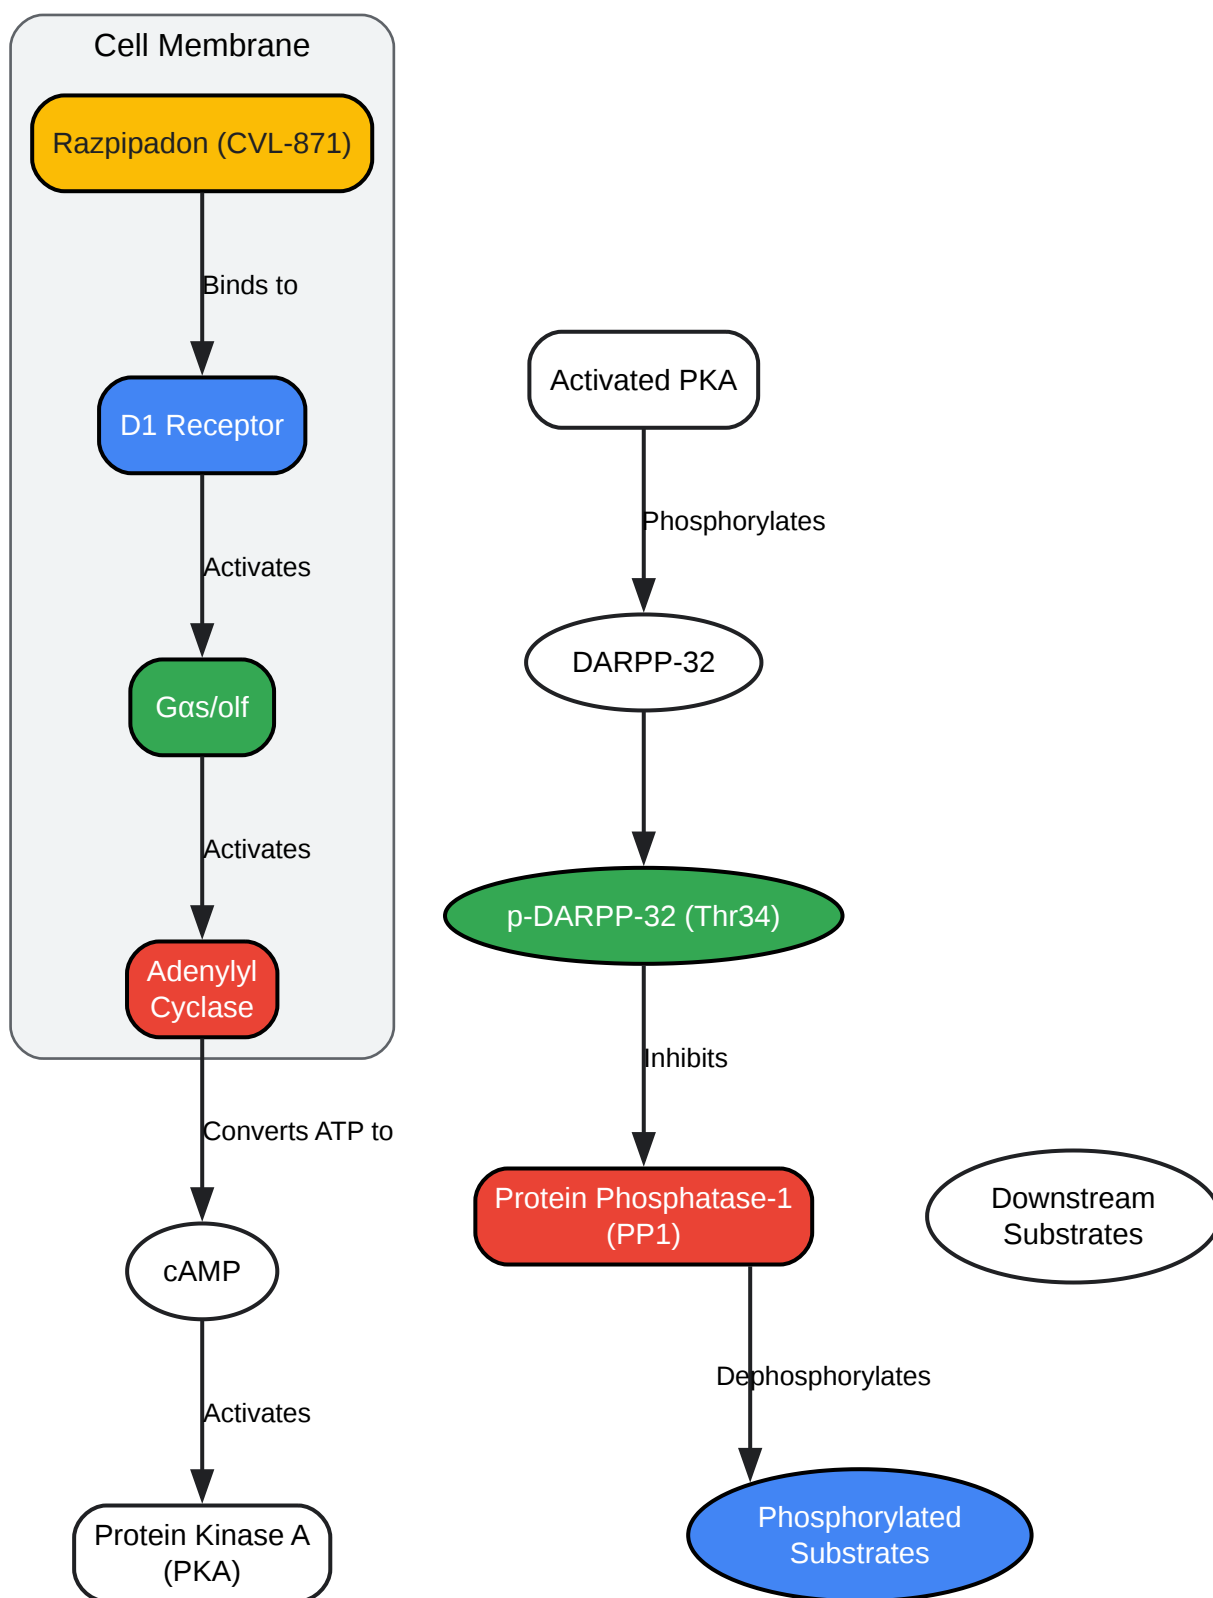 Cell Membrane
Razpipadon (CVL-871)
Binds to
D1 Receptor
Activates
Gαs/olf
Activates
Adenylyl
Cyclase
Converts ATP to
cAMP
Activates
Protein Kinase A
(PKA)
Activated PKA
Phosphorylates
DARPP-32
p-DARPP-32 (Thr34)
Inhibits
Protein Phosphatase-1
(PP1)
Dephosphorylates
Phosphorylated
Substrates
Downstream
Substrates